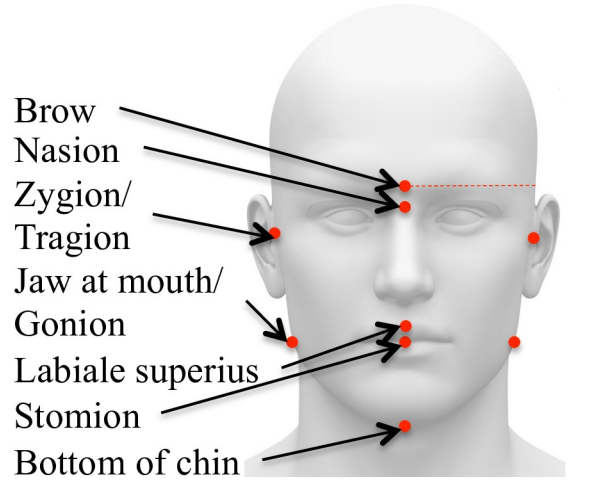 Brow
Nasion
Zygion/
Tragion
Jaw at mouth/
Gonion
Labiale superius
Stomion
Bottom of chin